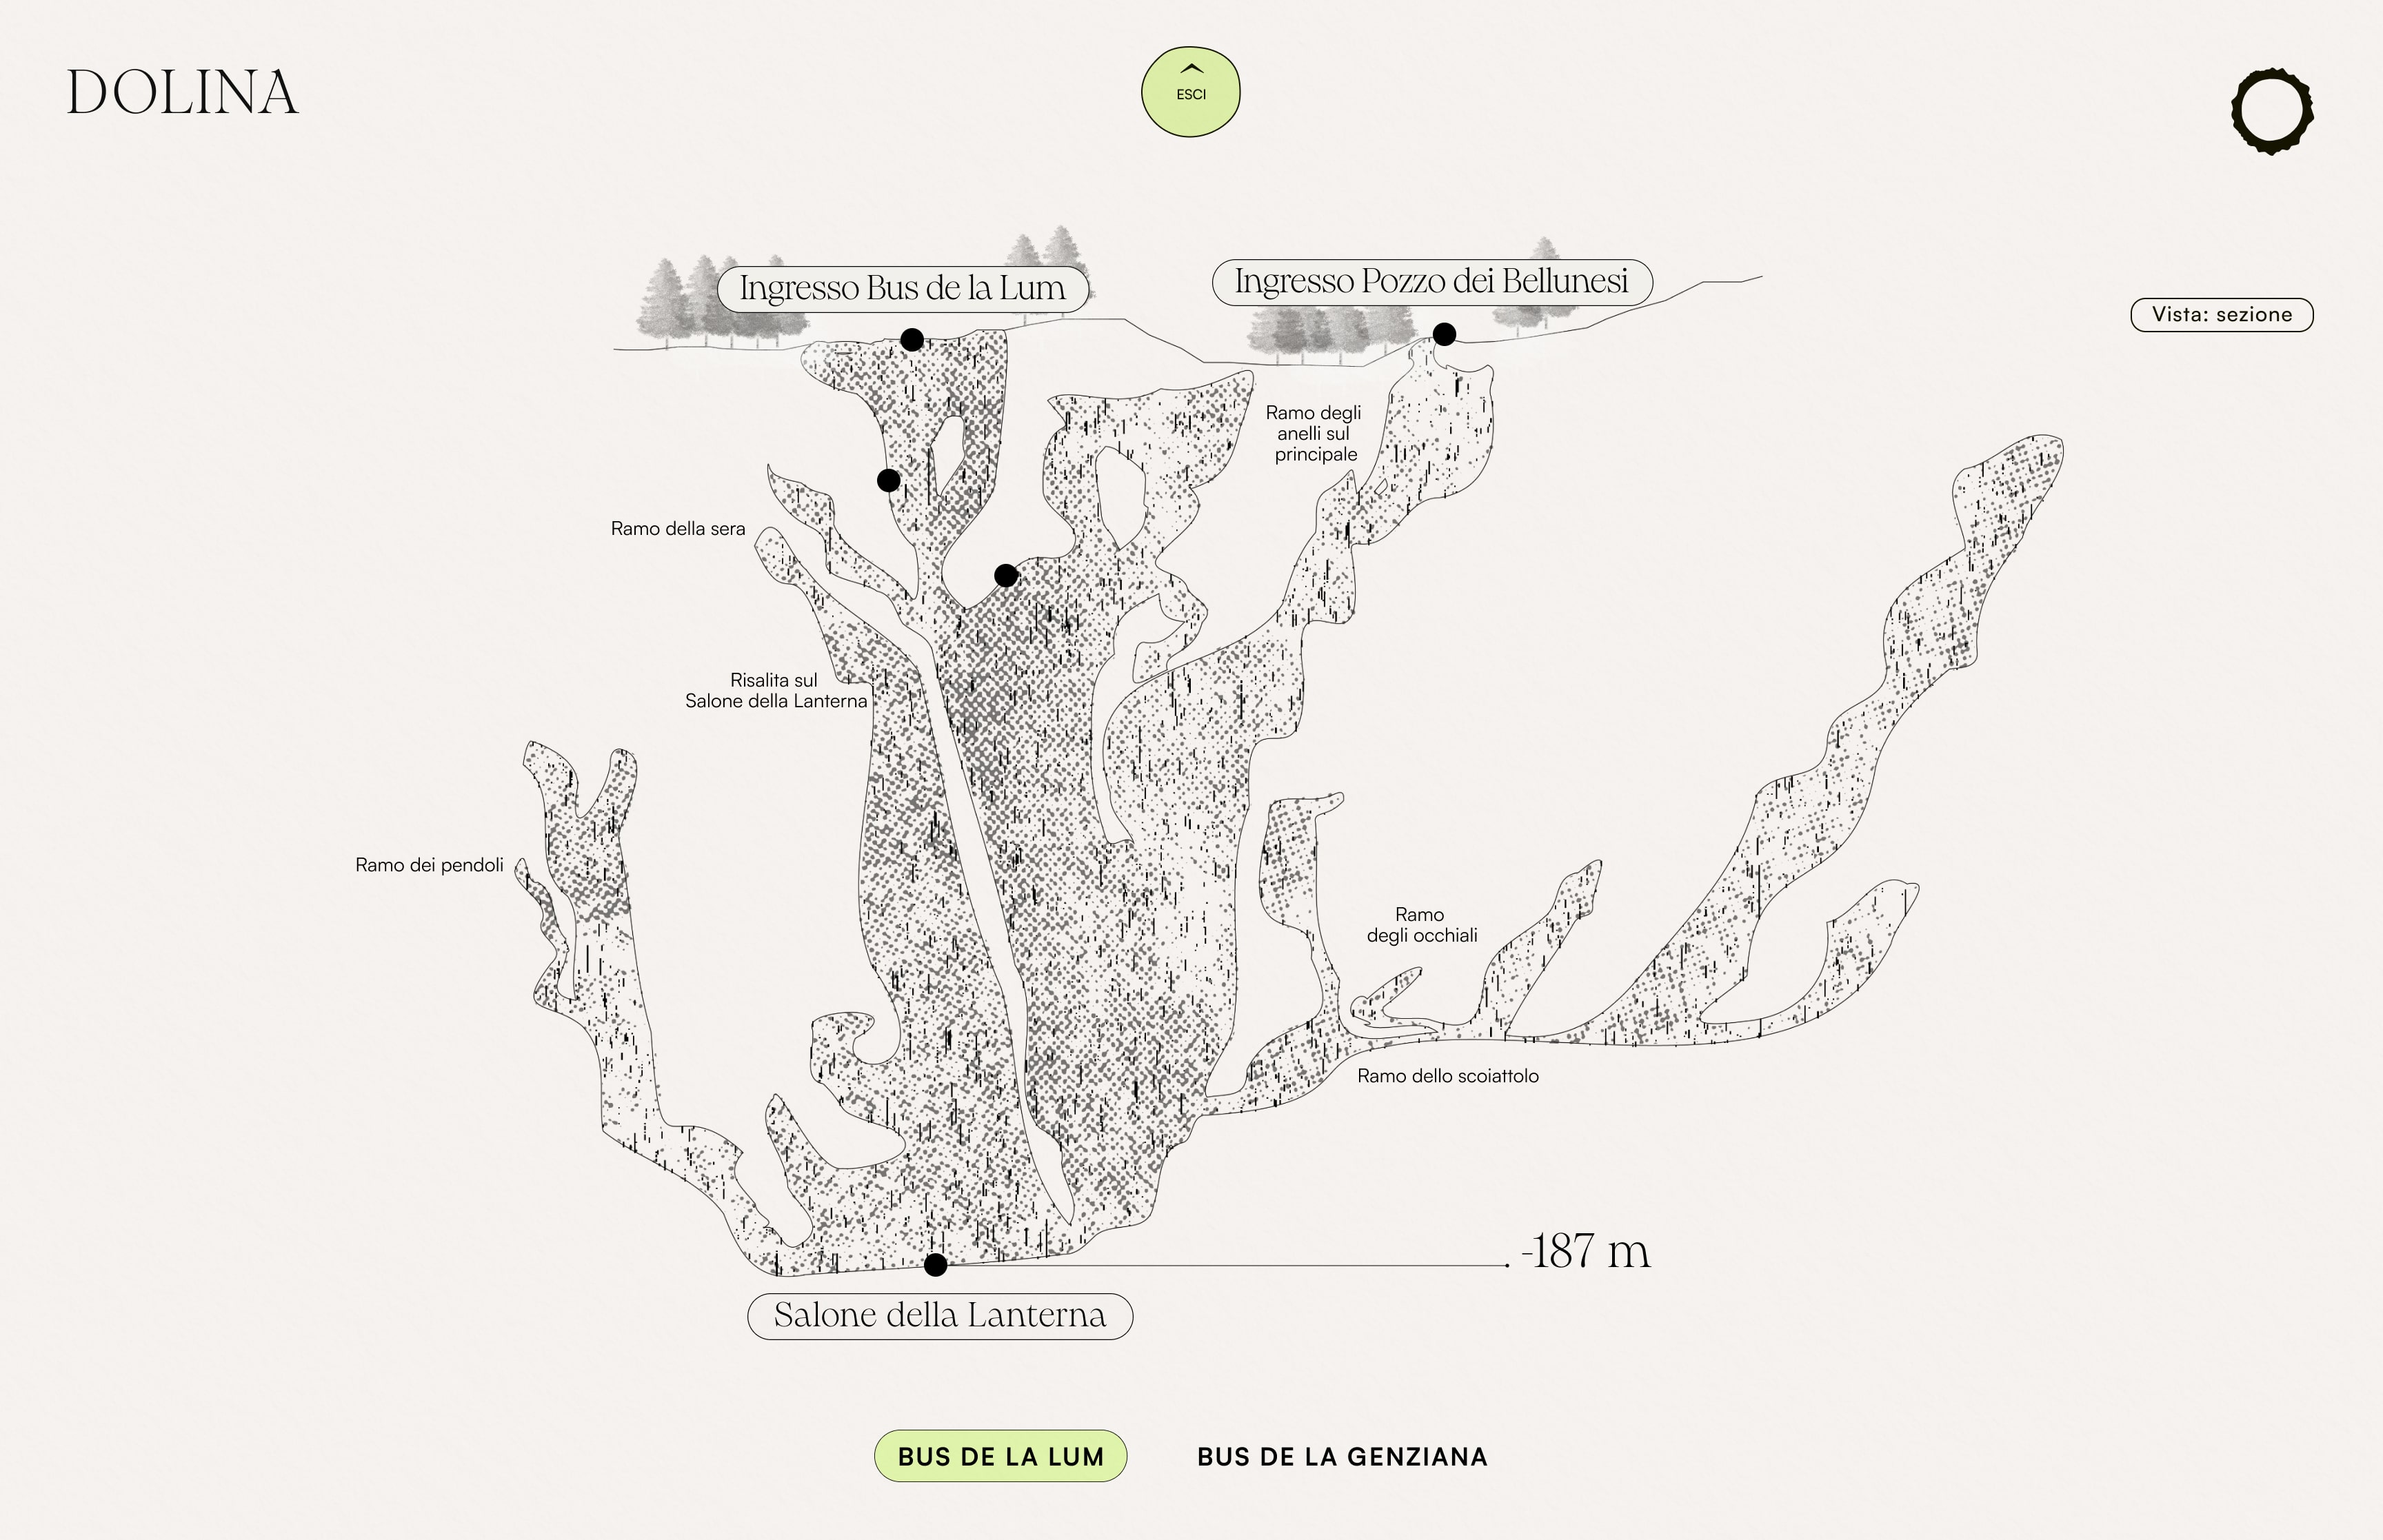 DOLINA
ESCI
Ingresso Bus de la Lum
Ingresso Pozzo dei Bellunesi
Vista: sezione
Ramo degli
anelli sul
principale
Ramo della sera
Risalita sul
Salone della Lanterna
Ramo dei pendoli
Ramo
degli occhiali
Ramo dello scoiattolo
-187 m
Salone della Lanterna
BUS DE LA LUM
BUS DE LA GENZIANA